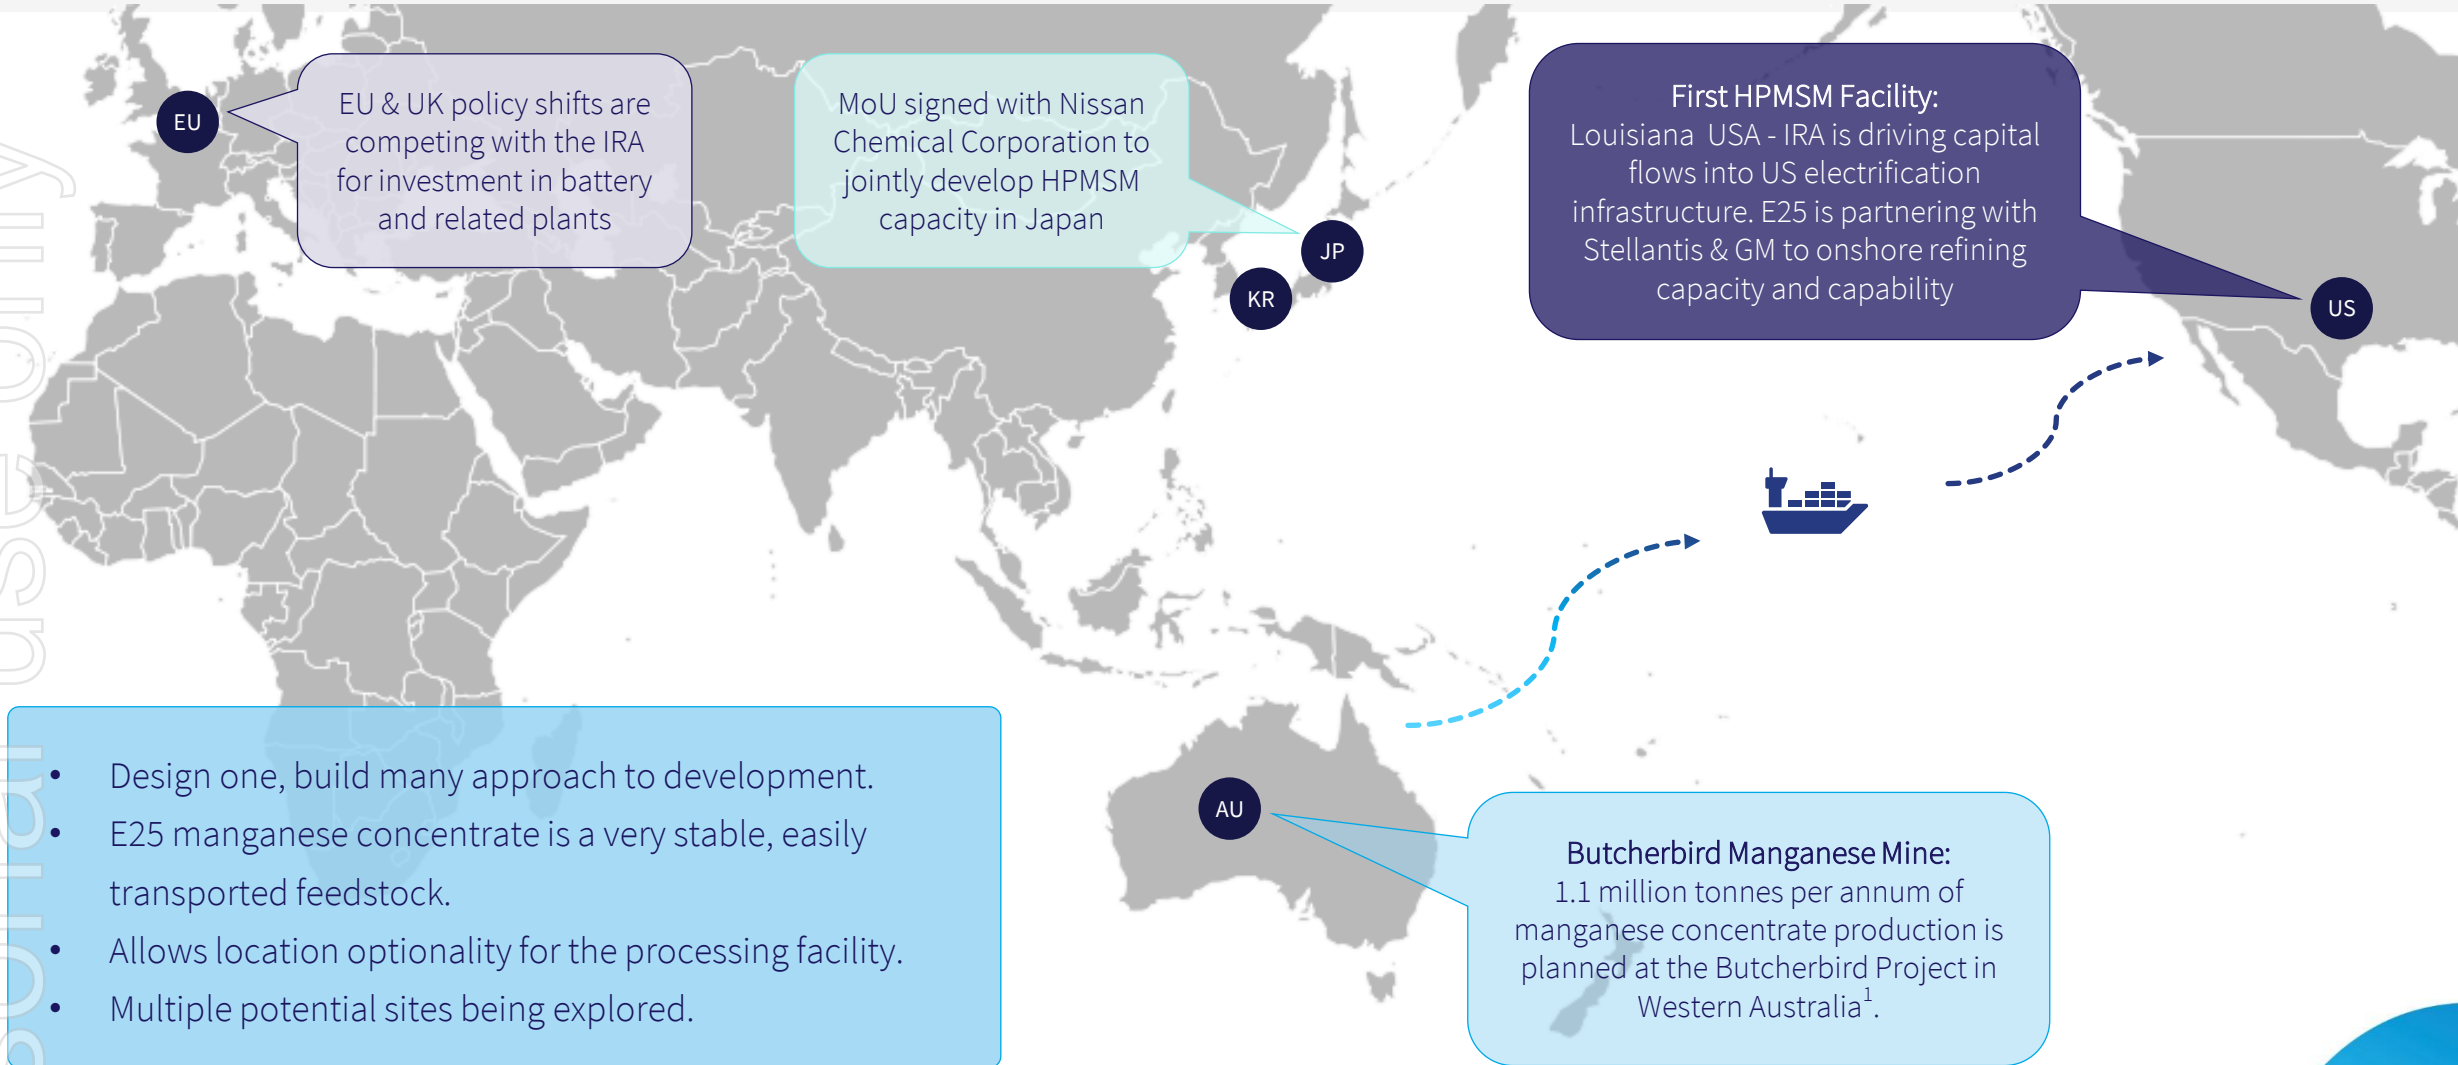 EU
EU & UK policy shifts are
competing with the IRA
for investment in battery
and related plants
MoU signed with Nissan
Chemical Corporation to
jointly develop HPMSM
capacity in Japan
JP
KR
First HPMSM Facility:
Louisiana  USA - IRA is driving capital
flows into US electrification
infrastructure. E25 is partnering with
Stellantis & GM to onshore refining
capacity and capability
US
• Design one, build many approach to development.
• E25 manganese concentrate is a very stable, easily
transported feedstock.
• Allows location optionality for the processing facility.
• Multiple potential sites being explored.
AU
Butcherbird Manganese Mine:
1.1 million tonnes per annum of
manganese concentrate production is
planned at the Butcherbird Project in
Western Australia¹.
use only